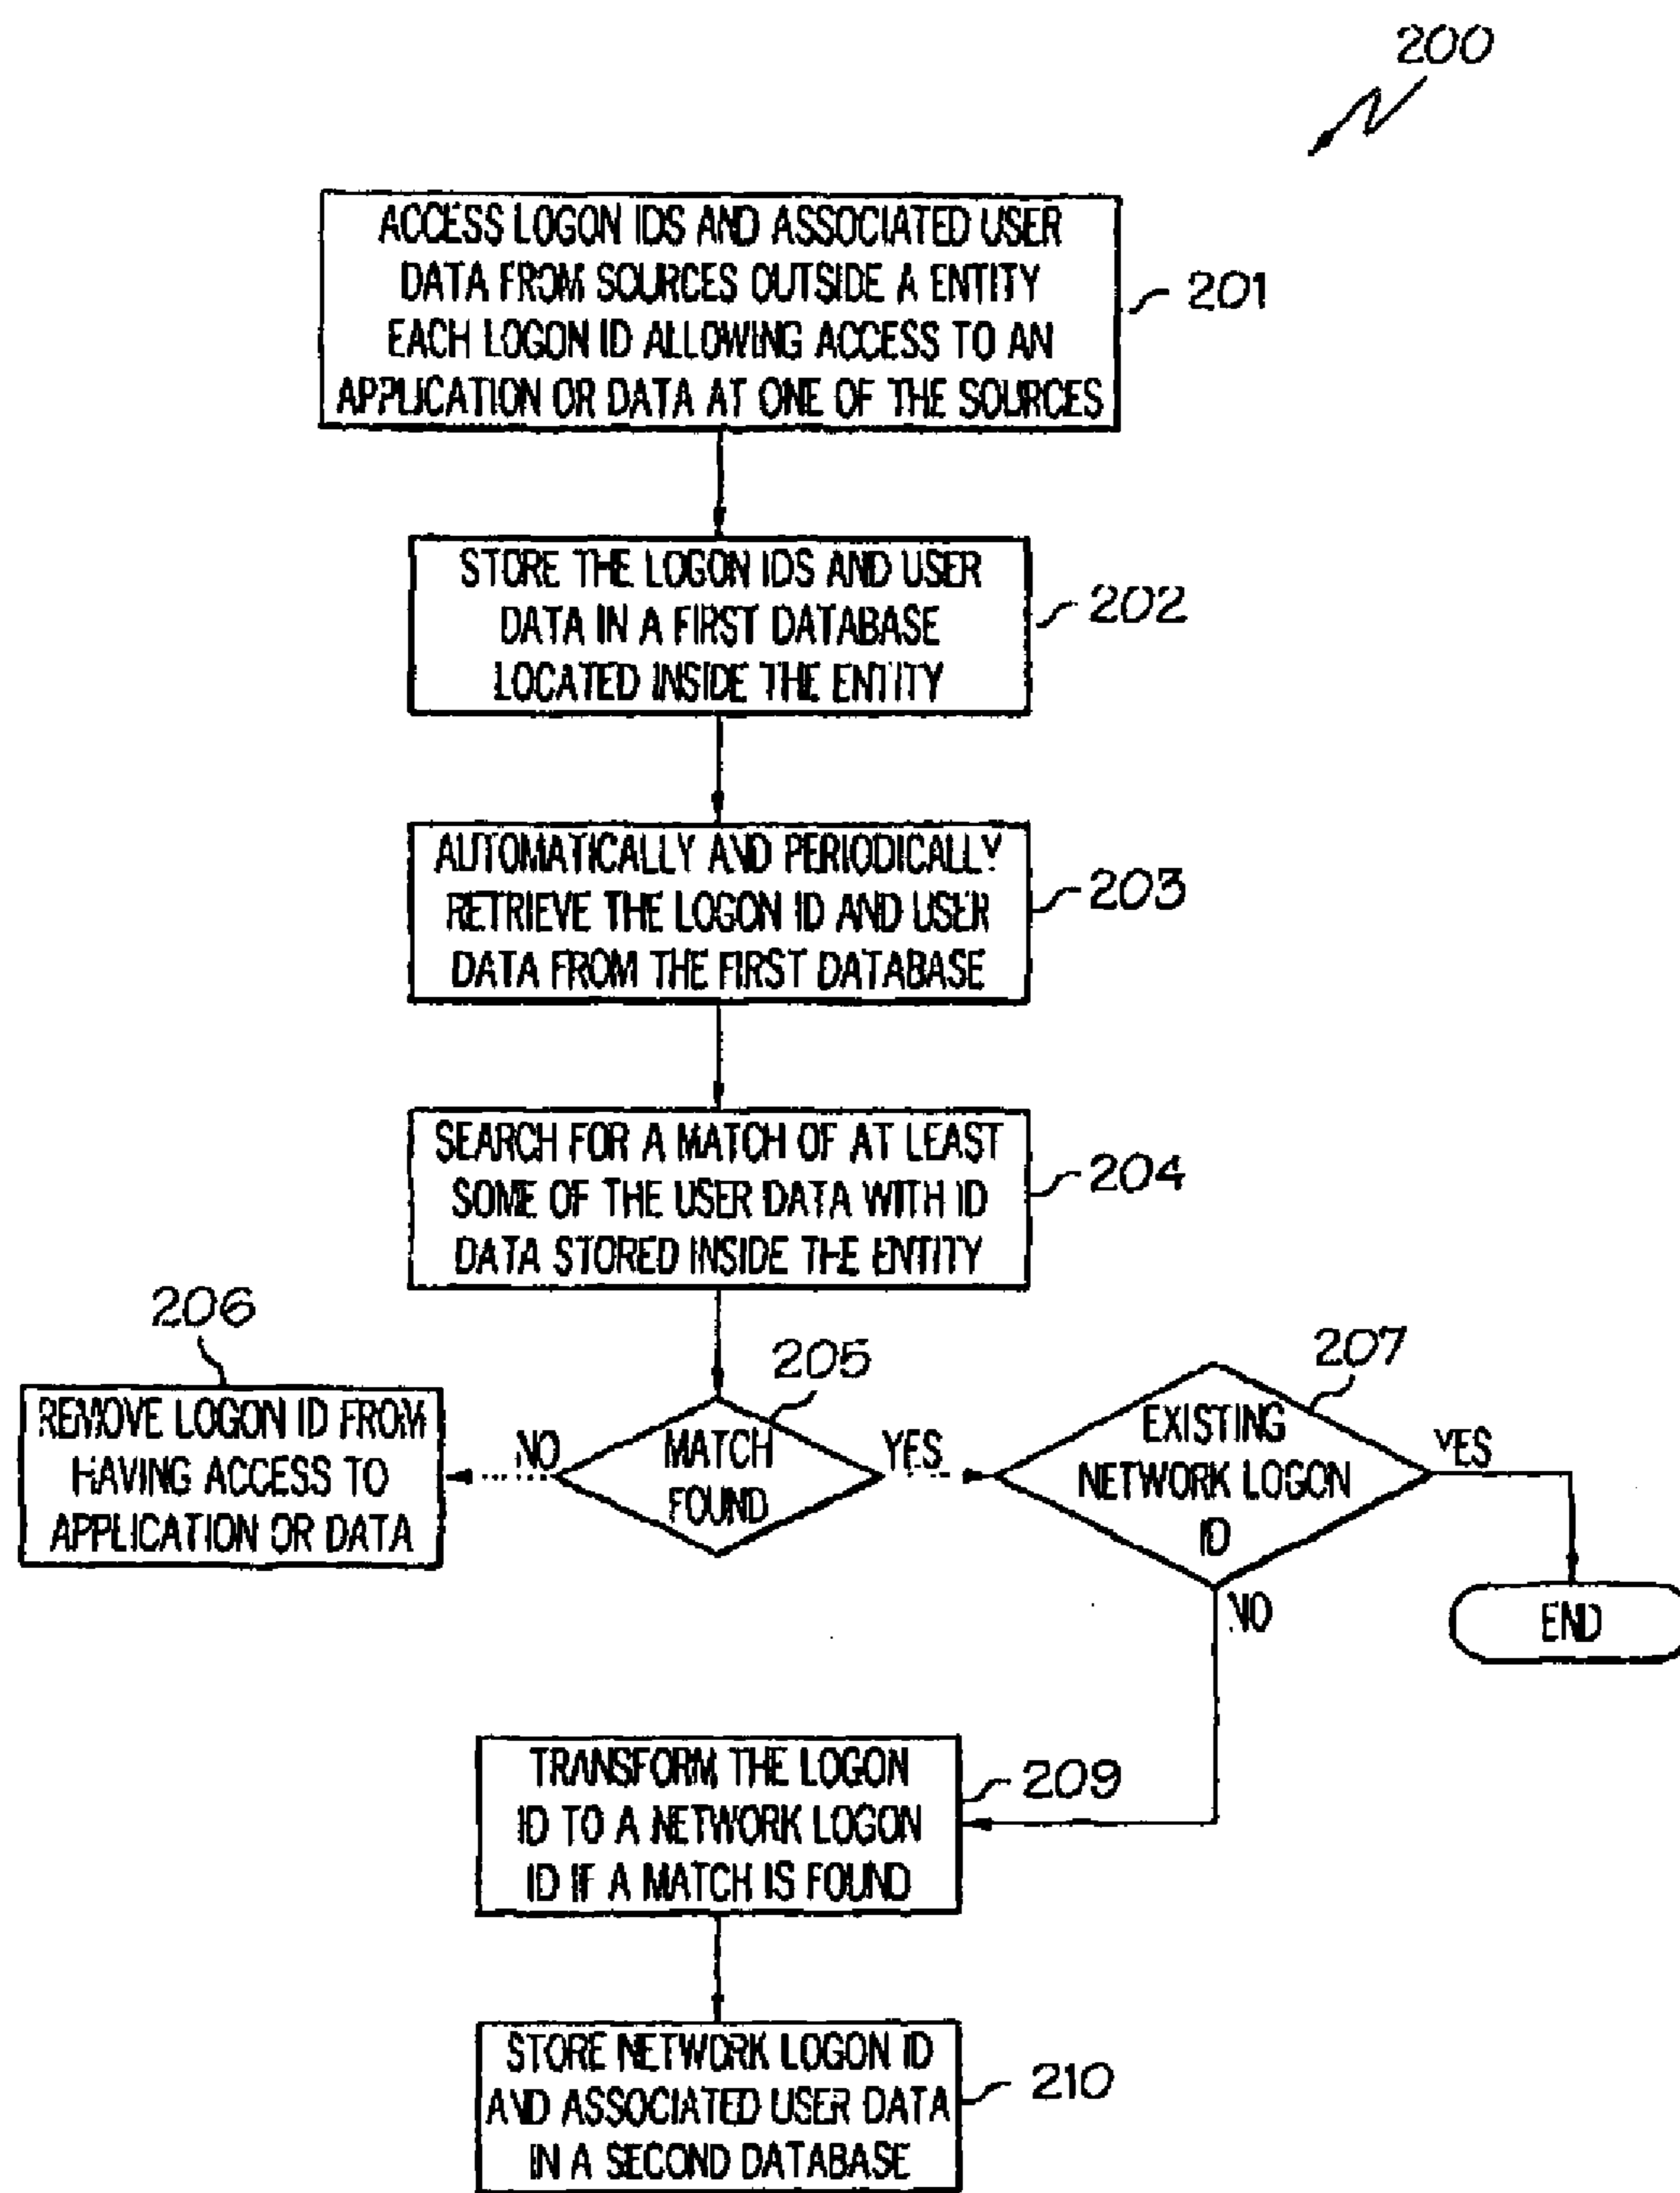 200
ACCESS LOGON IDS AND ASSOCIATED USER
DATA FROM SOURCES OUTSIDE A ENTITY
EACH LOGON ID ALLOWING ACCESS TO AN
APPLICATION OR DATA AT ONE OF THE SOURCES
201
STORE THE LOGON IDS AND USER
DATA IN A FIRST DATABASE
LOCATED INSIDE THE ENTITY
202
AUTOMATICALLY AND PERIODICALLY
RETRIEVE THE LOGON ID AND USER
DATA FROM THE FIRST DATABASE
203
SEARCH FOR A MATCH OF AT LEAST
SOME OF THE USER DATA WITH ID
DATA STORED INSIDE THE ENTITY
204
206
REMOVE LOGON ID FROM
HAVING ACCESS TO
APPLICATION OR DATA
NO
205
MATCH
FOUND
YES
207
EXISTING
NETWORK LOGON
ID
YES
NO
END
TRANSFORM THE LOGON
ID TO A NETWORK LOGON
ID IF A MATCH IS FOUND
209
STORE NETWORK LOGON ID
AND ASSOCIATED USER DATA
IN A SECOND DATABASE
210